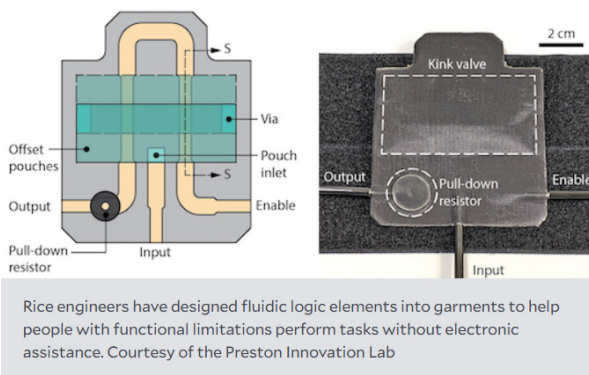 S
Via
Offset
pouches
Pouch
inlet
S
Output
Enable
Pull-down
resistor
Input
2 cm
Kink valve
Output
Enable
Pull-down
resistor
Input
Rice engineers have designed fluidic logic elements into garments to help
people with functional limitations perform tasks without electronic
assistance. Courtesy of the Preston Innovation Lab